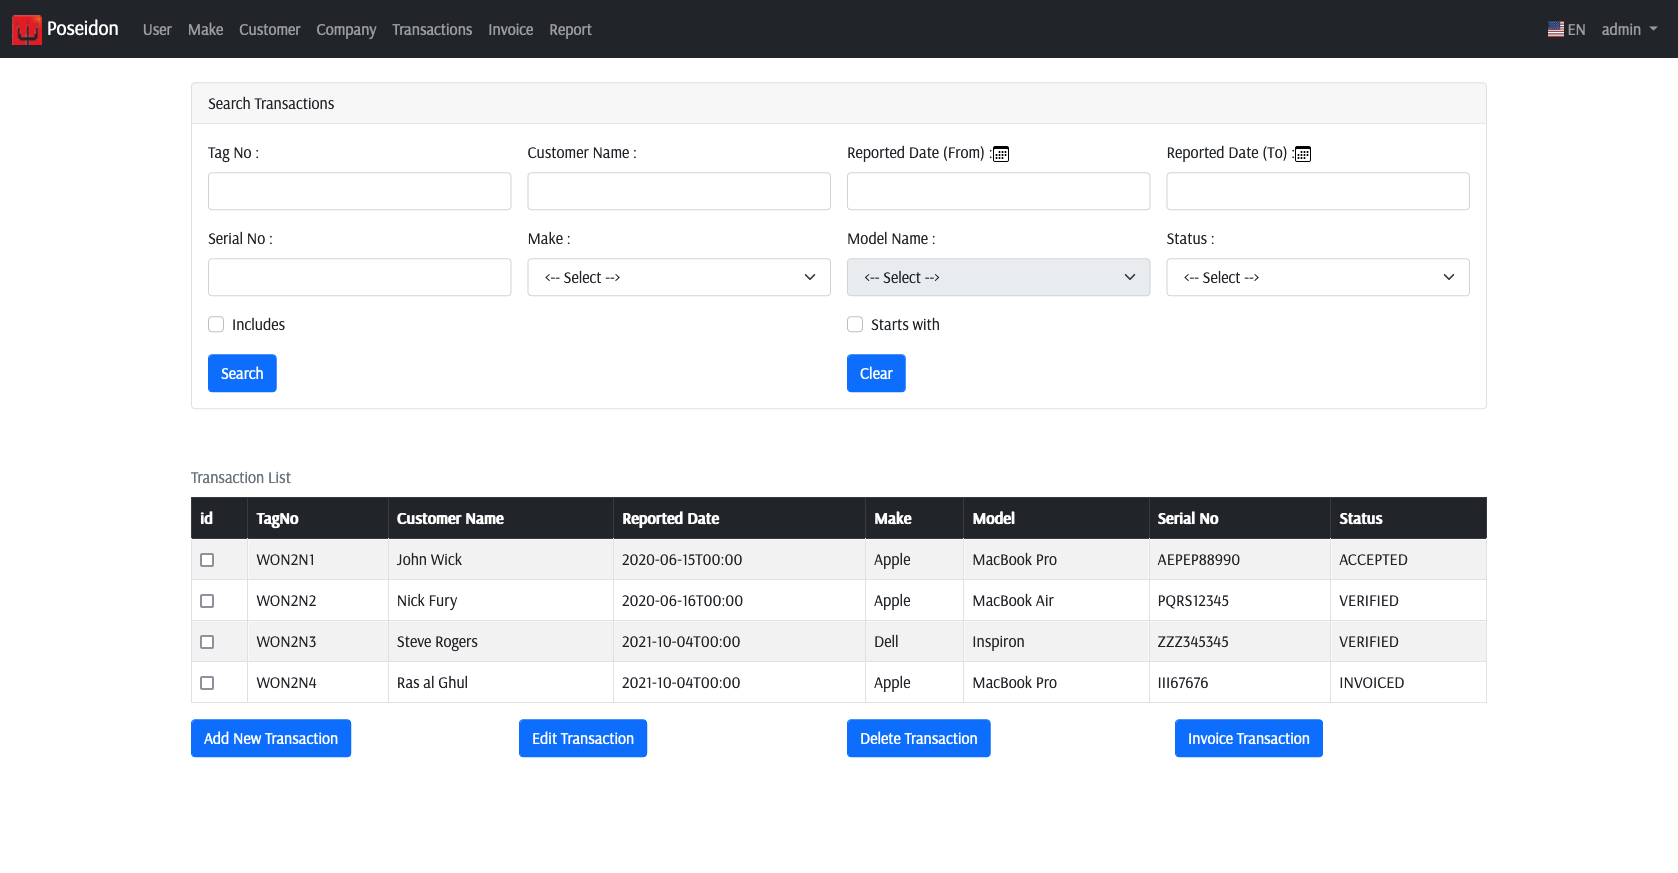 Poseidon User Make Customer Company Transactions Invoice Report EN admin
Search Transactions
Tag No : Customer Name : Reported Date (From) : Reported Date (To) :
Serial No : Make : Model Name : Status :
<-- Select --> <-- Select --> <-- Select -->
Includes Starts with
Search Clear
Transaction List
id TagNo Customer Name Reported Date Make Model Serial No Status
WON2N1 John Wick 2020-06-15T00:00 Apple MacBook Pro AEPEP88990 ACCEPTED
WON2N2 Nick Fury 2020-06-16T00:00 Apple MacBook Air PQRS12345 VERIFIED
WON2N3 Steve Rogers 2021-10-04T00:00 Dell Inspiron ZZZ345345 VERIFIED
WON2N4 Ras al Ghul 2021-10-04T00:00 Apple MacBook Pro III67676 INVOICED
Add New Transaction Edit Transaction Delete Transaction Invoice Transaction